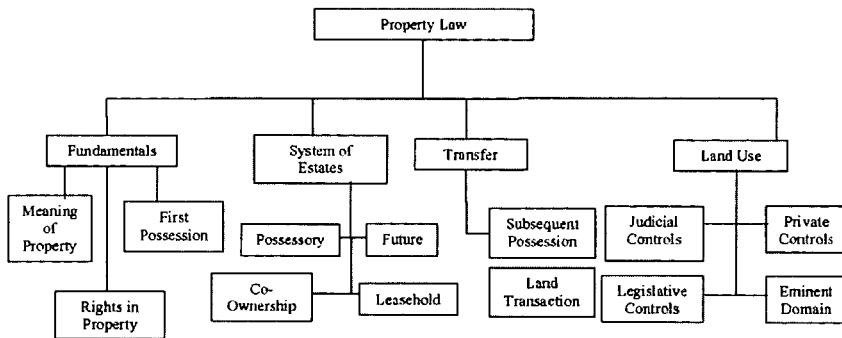 Property Law
Fundamentals
System of
Estates
Transfer
Land Use
Meaning
of
Property
First
Possession
Rights in
Property
Possessory
Future
Co-
Ownership
Leasehold
Subsequent
Possession
Land
Transaction
Judicial
Controls
Private
Controls
Legislative
Controls
Eminent
Domain